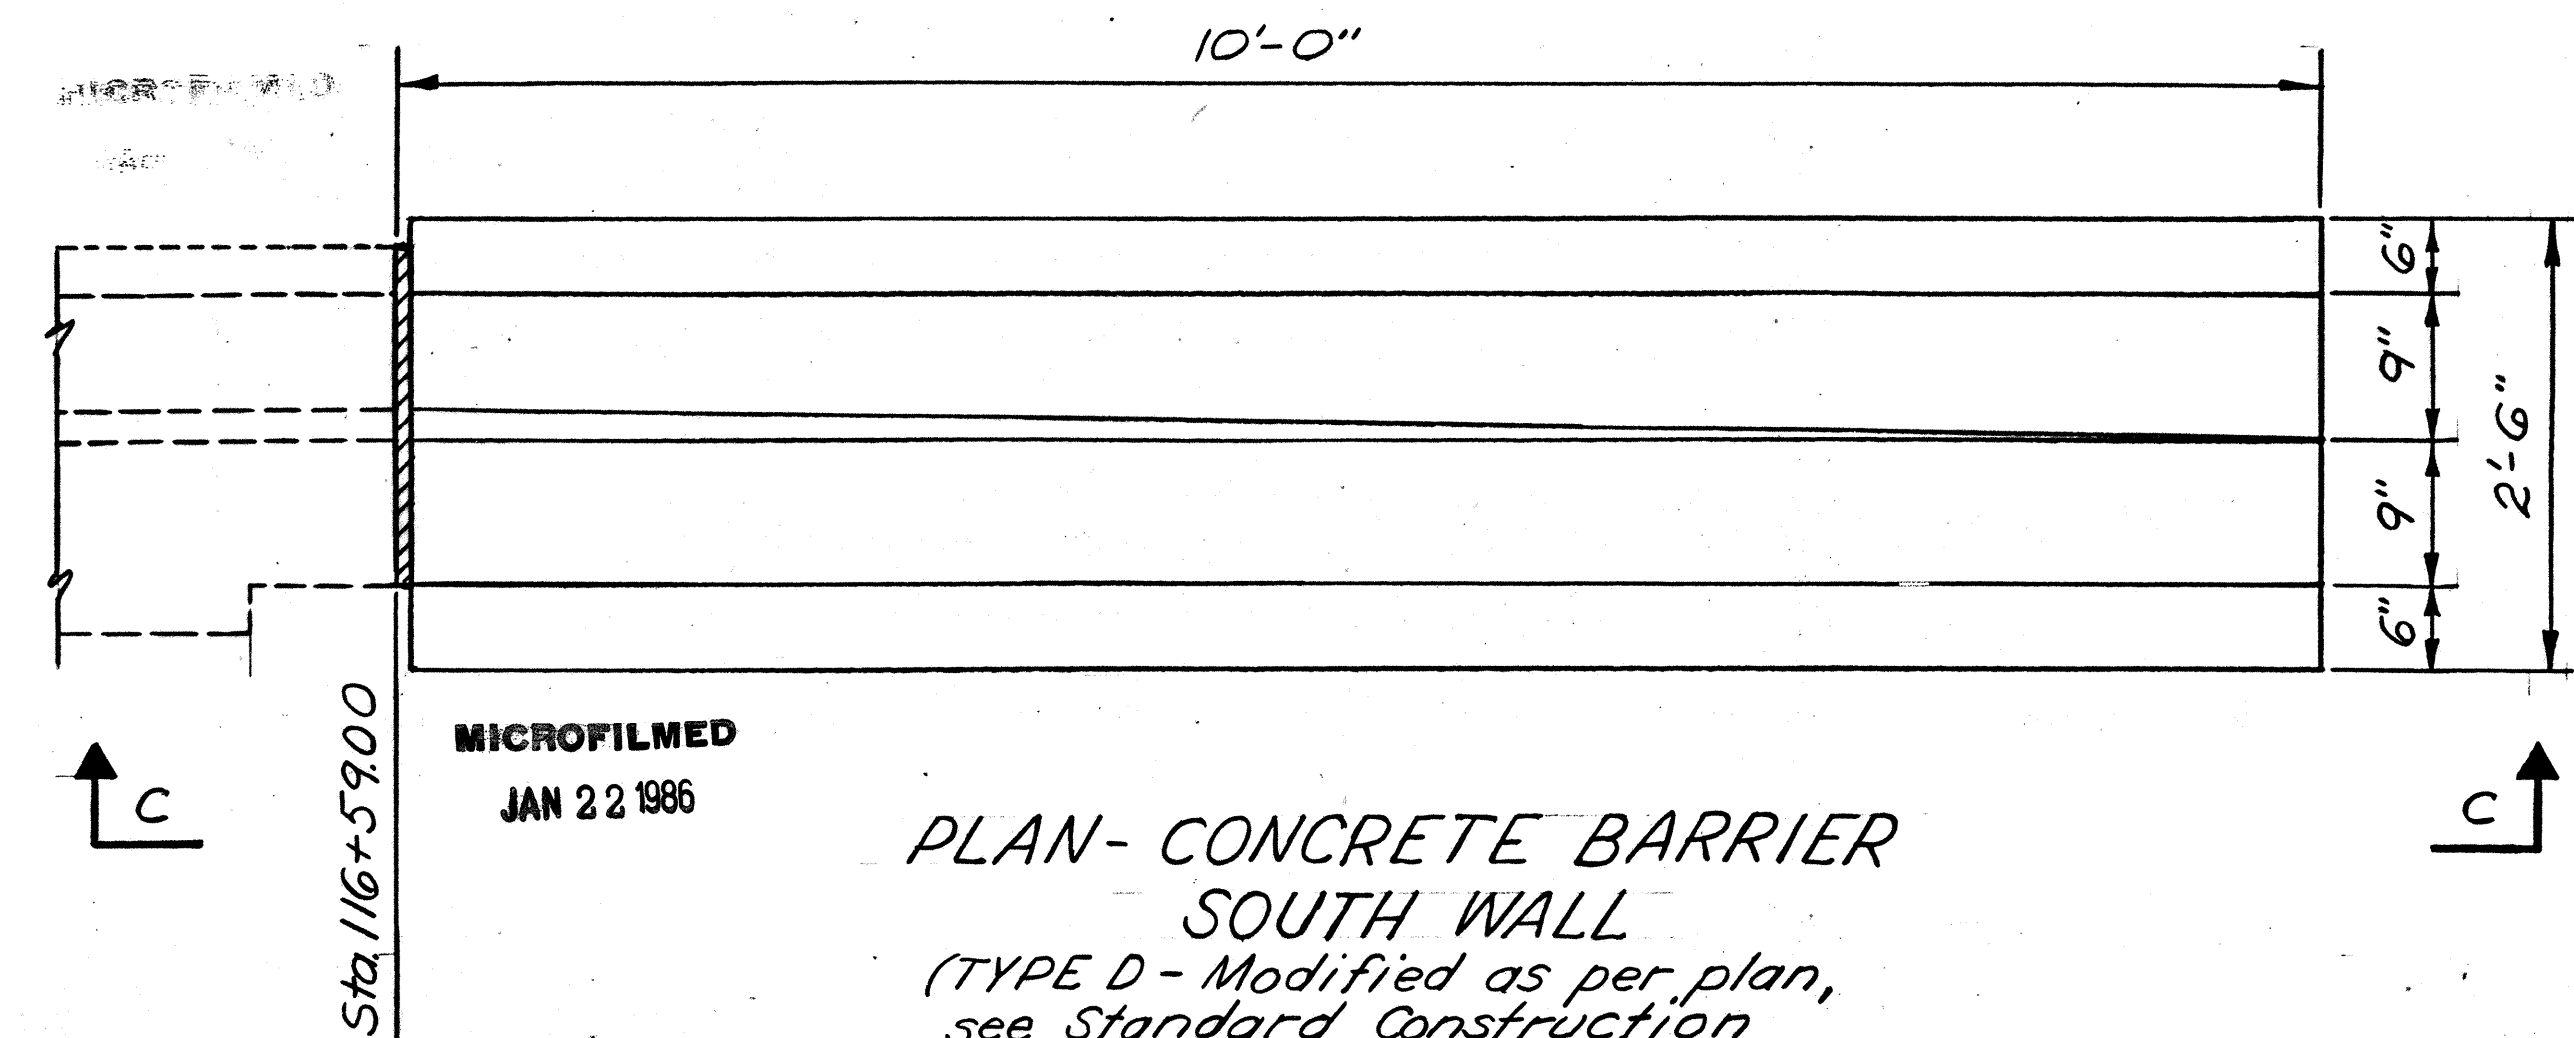 10'-0"
6"
9"
9"
6"
2'-6"
Sta. 116+59.00
MICROFILMED
JAN 22 1986
C
C
PLAN- CONCRETE BARRIER
SOUTH WALL
(TYPE D - Modified as per plan,
see Standard Construction